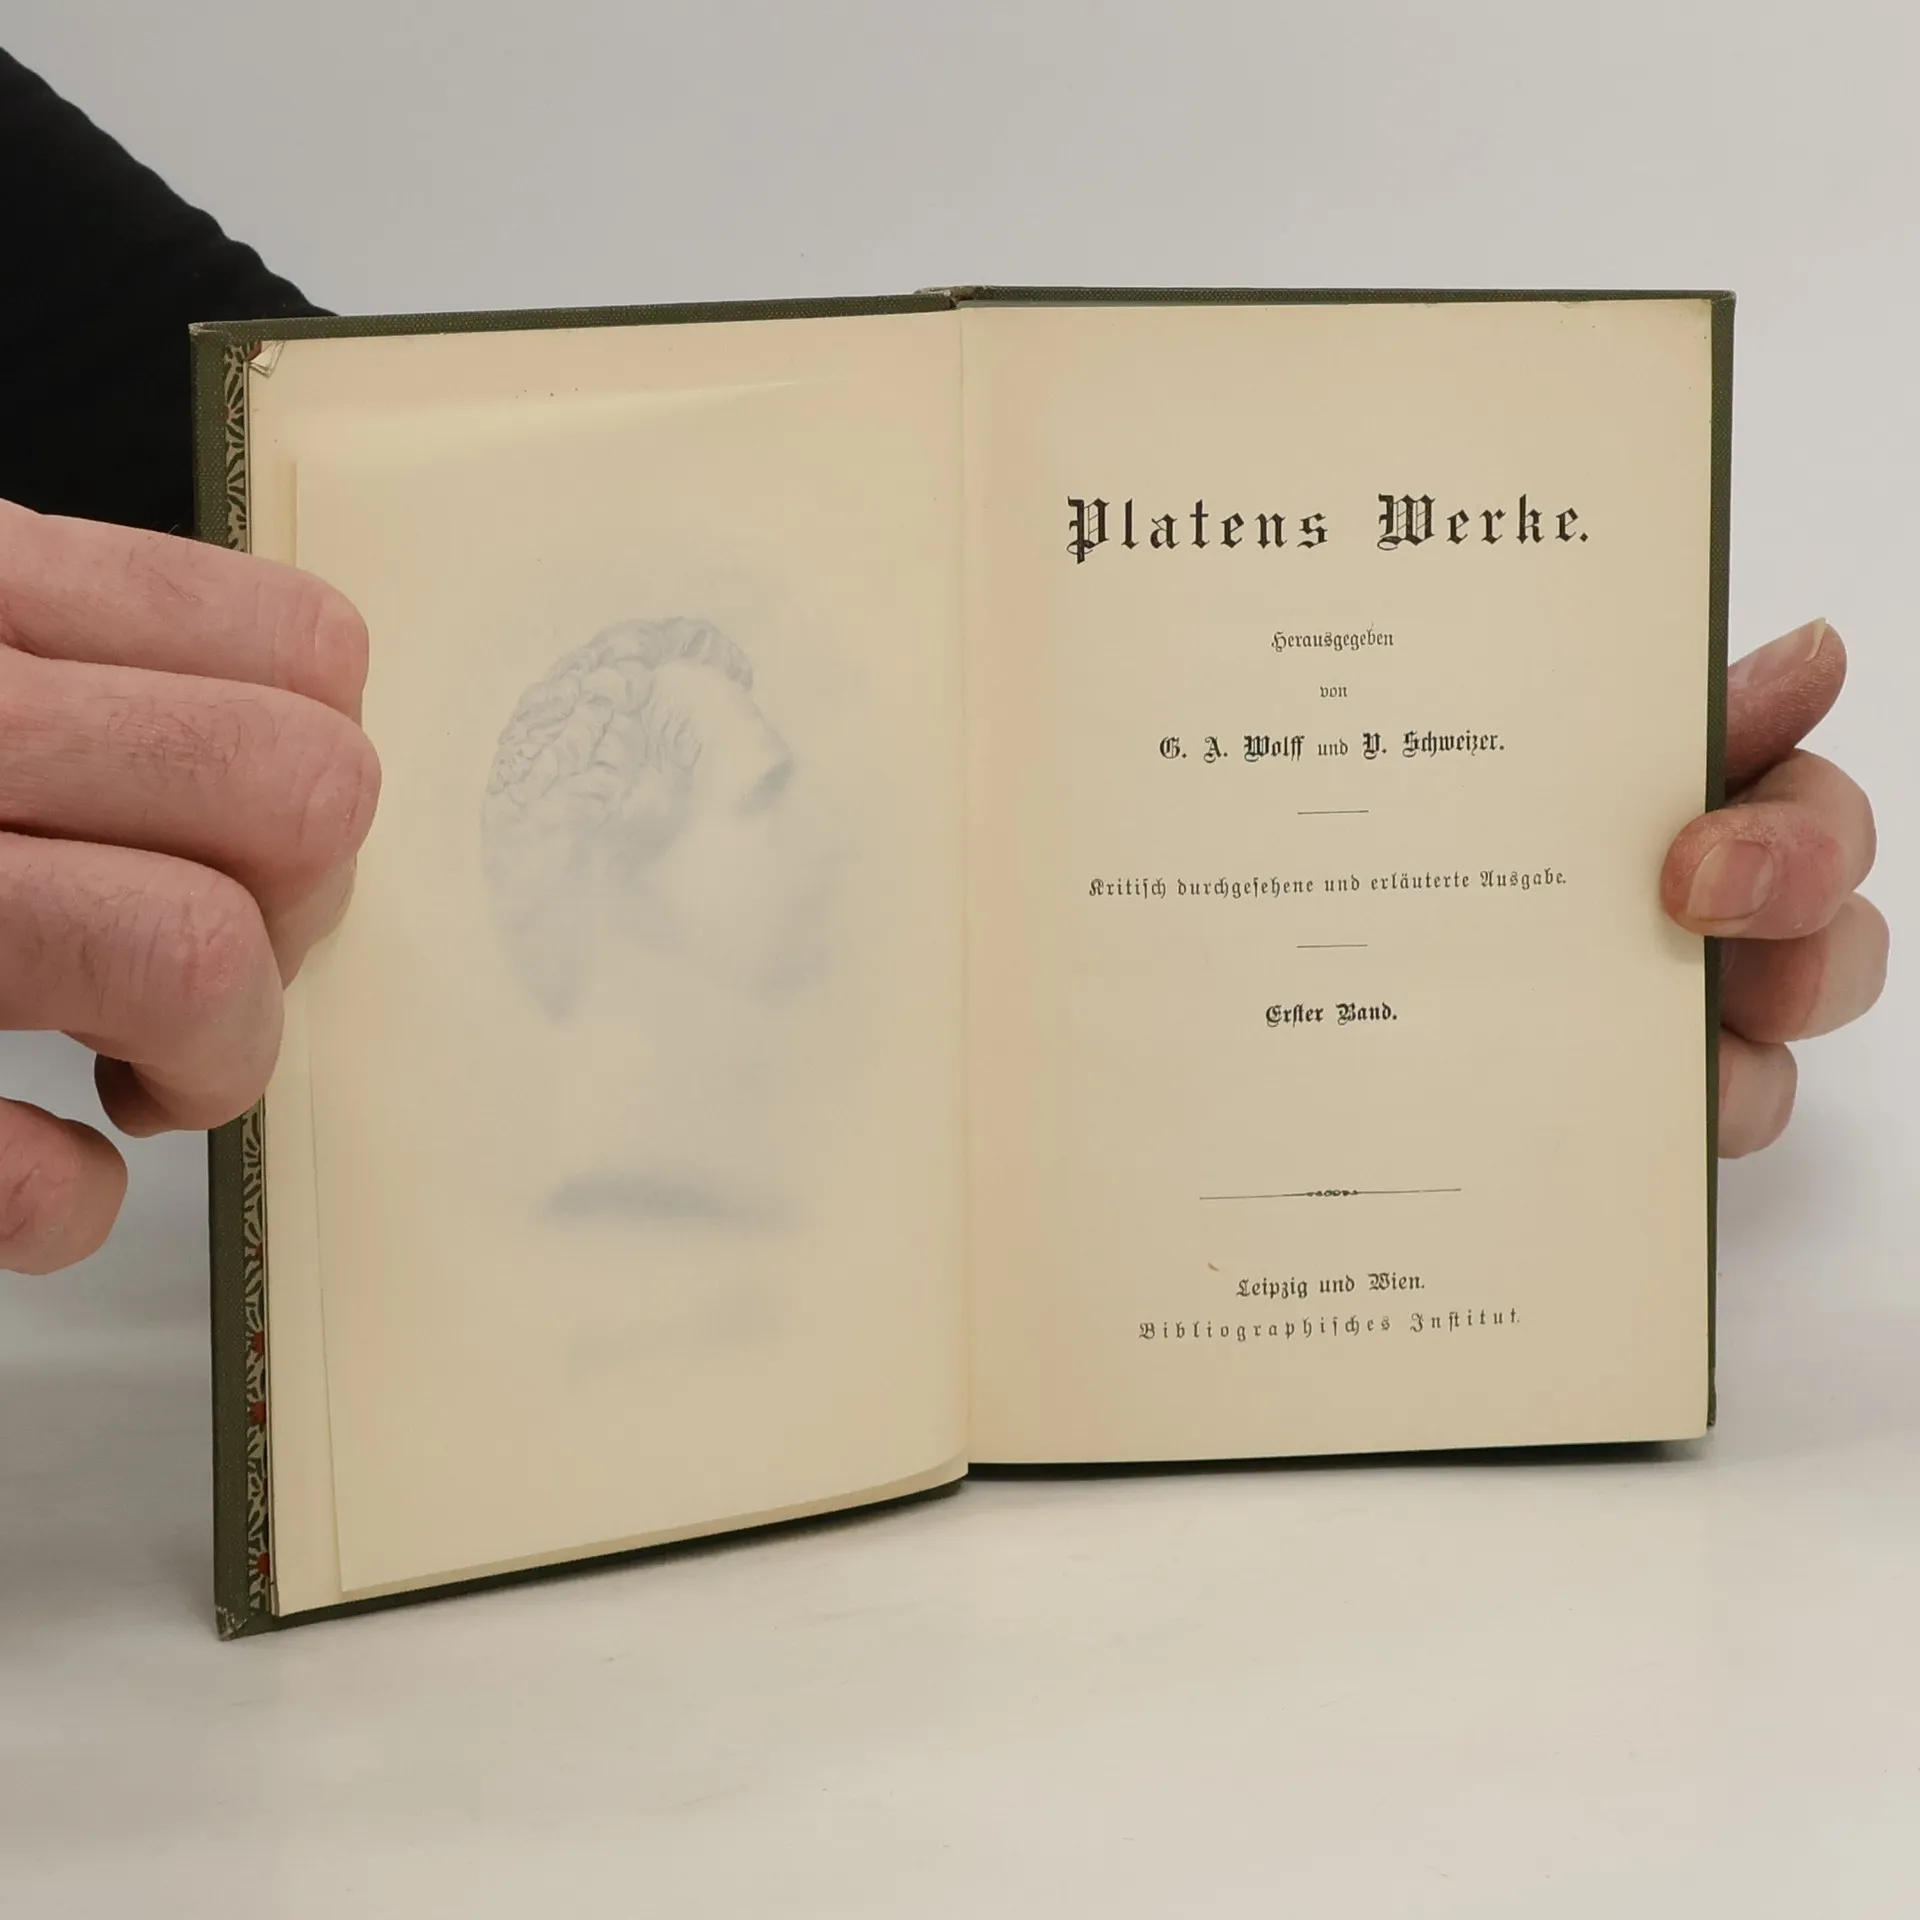 Platens Werke.
Herausgegeben
von
G. A. Wolff und V. Schweizer.
Kritiſch durchgeſehene und erläuterte Ausgabe.
Erſter Band.
Leipzig und Wien.
Bibliographiſches Inſtitut.